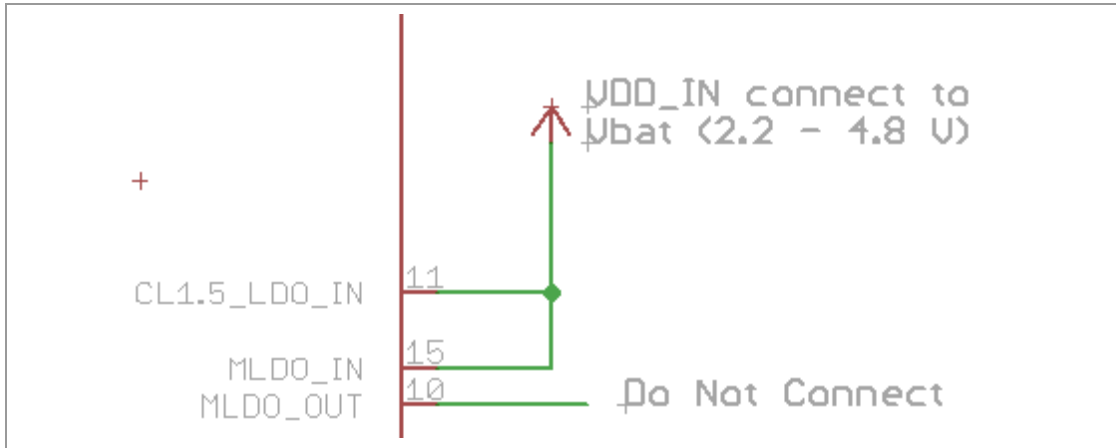 VDD_IN connect to
Vbat (2.2 - 4.8 V)
11
CL1.5_LDO_IN
15
MLDO_IN
10
MLDO_OUT
Do Not Connect